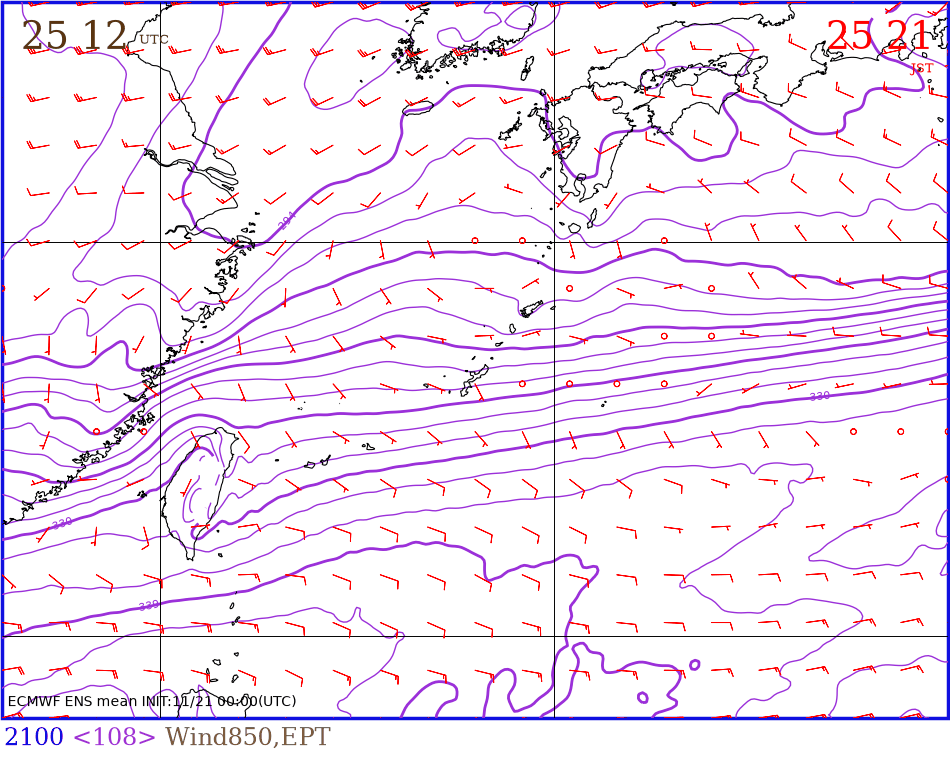 25 12 UTC
25 21
JST
294
330
330
330
ECMWF ENS mean INIT:11/21 00:00(UTC)
2100 <108> Wind850,EPT